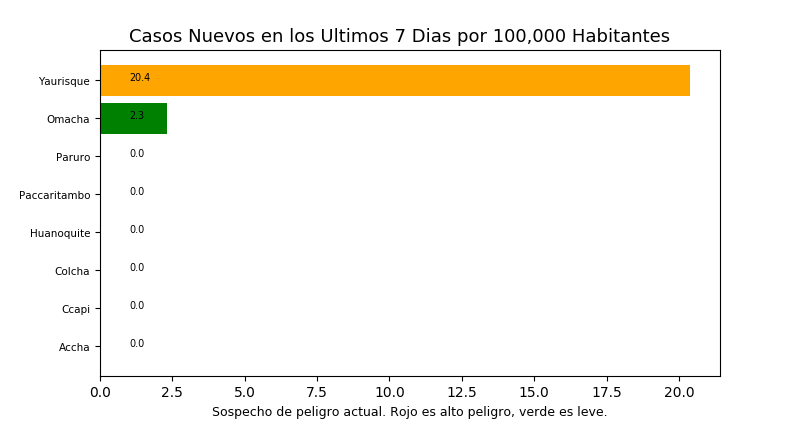 Casos Nuevos en los Ultimos 7 Dias por 100,000 Habitantes
Yaurisque 20.4
Omacha 2.3
Paruro 0.0
Paccaritambo 0.0
Huanoquite 0.0
Colcha 0.0
Ccapi 0.0
Accha 0.0
0.0 2.5 5.0 7.5 10.0 12.5 15.0 17.5 20.0
Sospecho de peligro actual. Rojo es alto peligro, verde es leve.